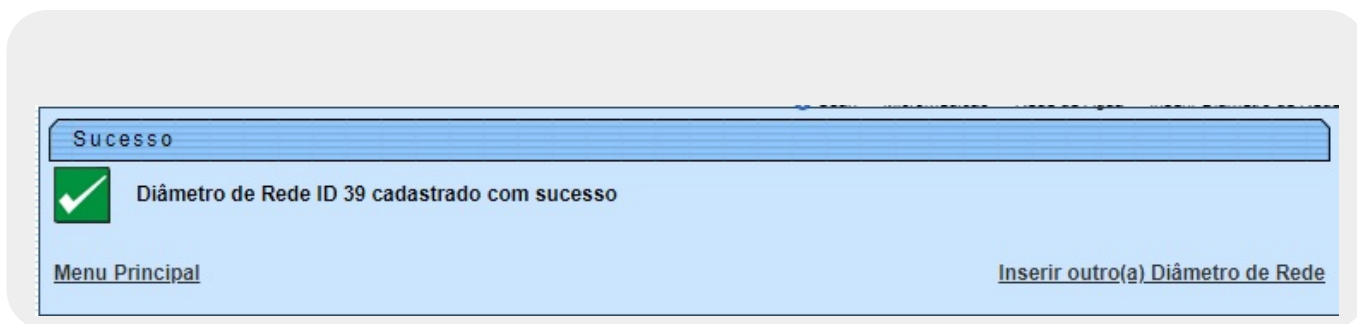 Sucesso
Diâmetro de Rede ID 39 cadastrado com sucesso
Menu Principal
Inserir outro(a) Diâmetro de Rede